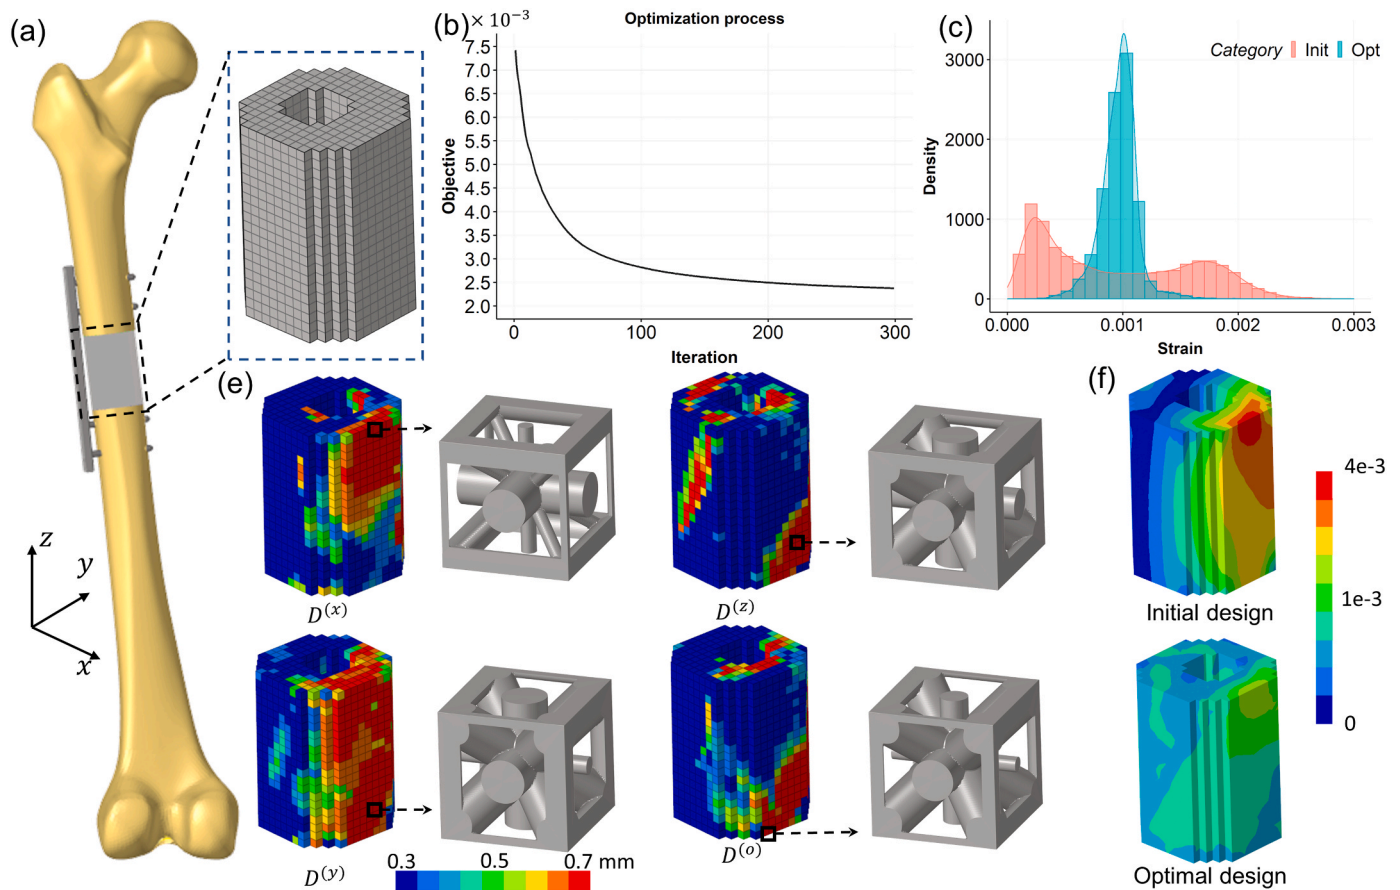 (a)
z
y
x
(b)
× 10⁻³
Optimization process
Objective
7.5
7.0
6.5
6.0
5.5
5.0
4.5
4.0
3.5
3.0
2.5
2.0
0
100
200
300
Iteration
(c)
Category Init Opt
Density
3000
2000
1000
0
0.000
0.001
0.002
0.003
Strain
(e)
D(x)
D(z)
D(y)
D(o)
0.3
0.5
0.7 mm
(f)
Initial design
4e-3
1e-3
0
Optimal design